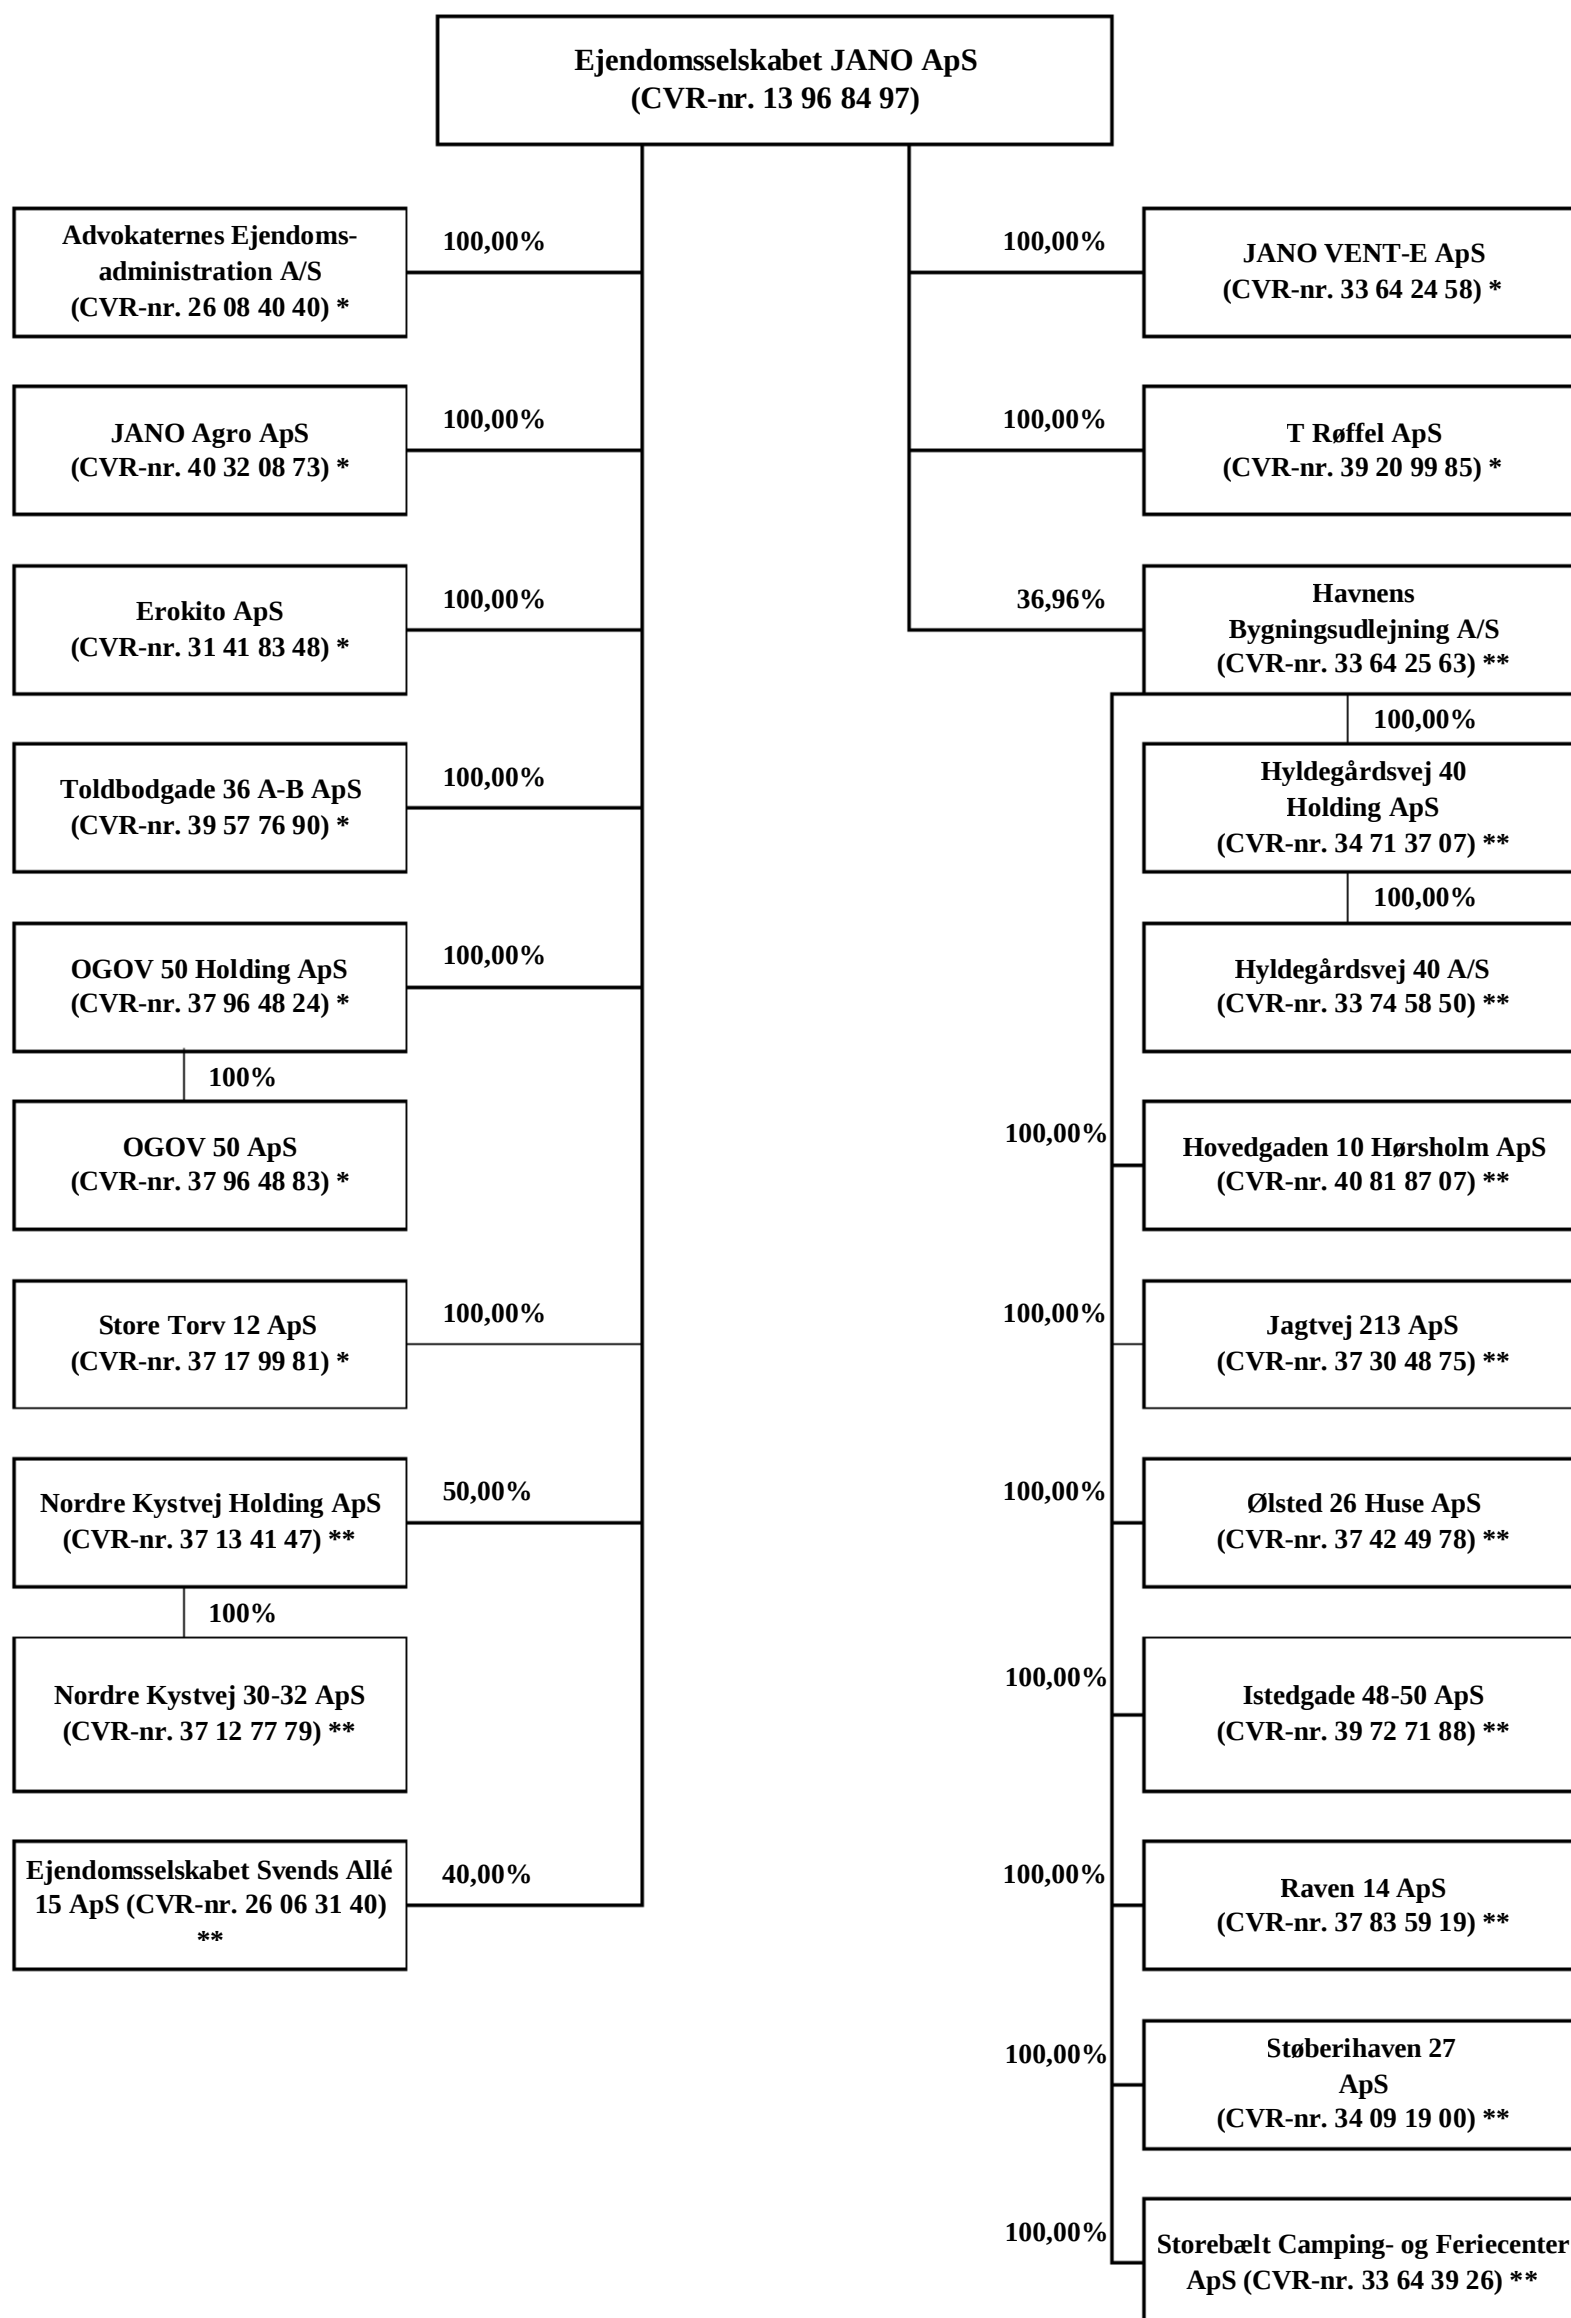 Ejendomsselskabet JANO ApS
(CVR-nr. 13 96 84 97)
Advokaternes Ejendoms-
administration A/S
(CVR-nr. 26 08 40 40) *
100,00%
100,00%
JANO VENT-E ApS
(CVR-nr. 33 64 24 58) *
JANO Agro ApS
(CVR-nr. 40 32 08 73) *
100,00%
100,00%
T Røffel ApS
(CVR-nr. 39 20 99 85) *
Erokito ApS
(CVR-nr. 31 41 83 48) *
100,00%
36,96%
Havnens
Bygningsudlejning A/S
(CVR-nr. 33 64 25 63) **
100,00%
Toldbodgade 36 A-B ApS
(CVR-nr. 39 57 76 90) *
100,00%
Hyldegårdsvej 40
Holding ApS
(CVR-nr. 34 71 37 07) **
100,00%
OGOV 50 Holding ApS
(CVR-nr. 37 96 48 24) *
100,00%
Hyldegårdsvej 40 A/S
(CVR-nr. 33 74 58 50) **
100%
OGOV 50 ApS
(CVR-nr. 37 96 48 83) *
100,00%
Hovedgaden 10 Hørsholm ApS
(CVR-nr. 40 81 87 07) **
Store Torv 12 ApS
(CVR-nr. 37 17 99 81) *
100,00%
100,00%
Jagtvej 213 ApS
(CVR-nr. 37 30 48 75) **
Nordre Kystvej Holding ApS
(CVR-nr. 37 13 41 47) **
50,00%
100,00%
Ølsted 26 Huse ApS
(CVR-nr. 37 42 49 78) **
100%
Nordre Kystvej 30-32 ApS
(CVR-nr. 37 12 77 79) **
100,00%
Istedgade 48-50 ApS
(CVR-nr. 39 72 71 88) **
Ejendomsselskabet Svends Allé
15 ApS (CVR-nr. 26 06 31 40)
**
40,00%
100,00%
Raven 14 ApS
(CVR-nr. 37 83 59 19) **
100,00%
Støberihaven 27
ApS
(CVR-nr. 34 09 19 00) **
100,00%
Storebælt Camping- og Feriecenter
ApS (CVR-nr. 33 64 39 26) **